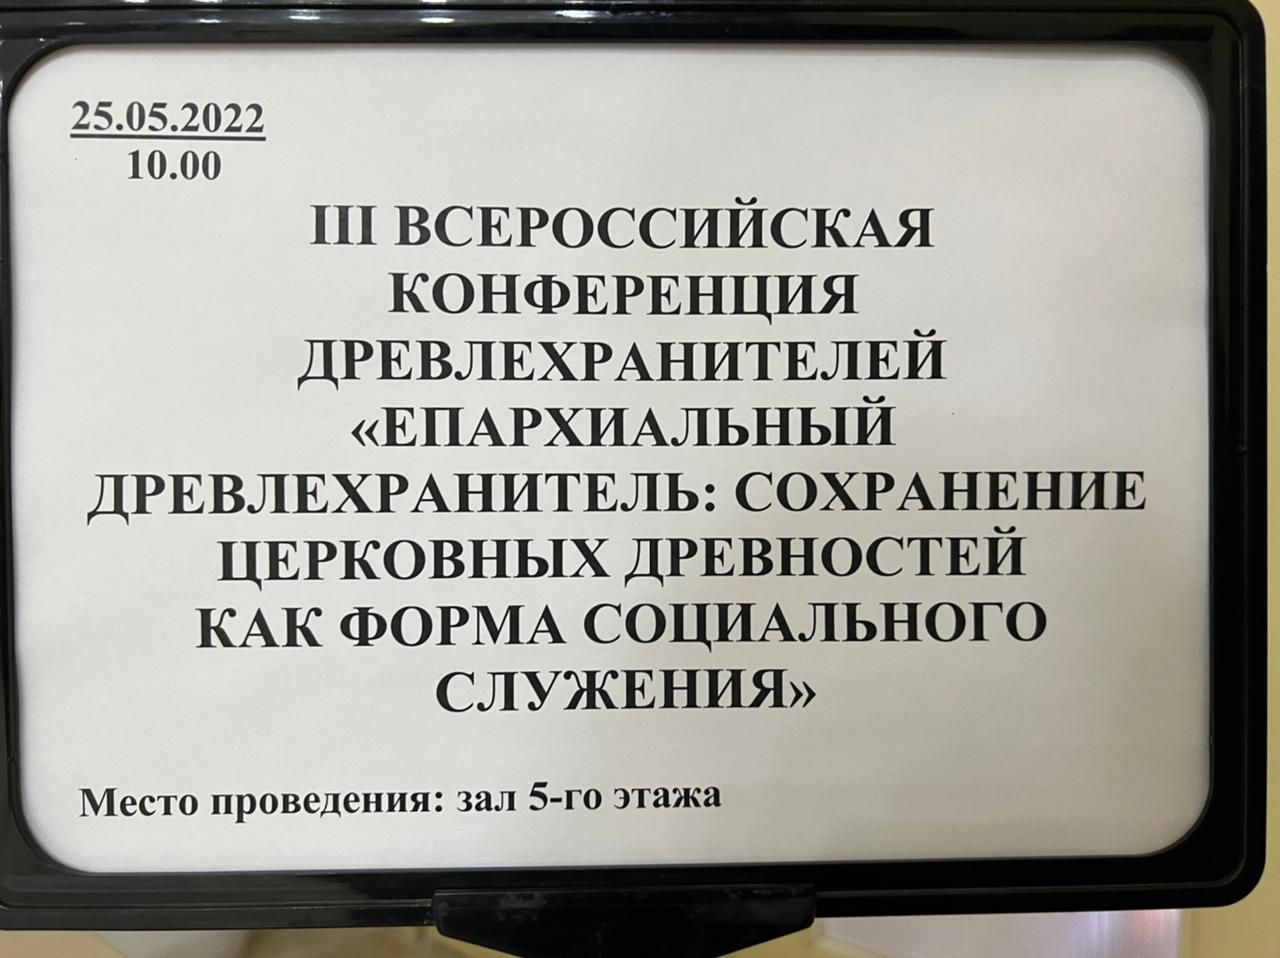 25.05.2022
10.00
III ВСЕРОССИЙСКАЯ
КОНФЕРЕНЦИЯ
ДРЕВЛЕХРАНИТЕЛЕЙ
«ЕПАРХИАЛЬНЫЙ
ДРЕВЛЕХРАНИТЕЛЬ: СОХРАНЕНИЕ
ЦЕРКОВНЫХ ДРЕВНОСТЕЙ
КАК ФОРМА СОЦИАЛЬНОГО
СЛУЖЕНИЯ»
Место проведения: зал 5-го этажа